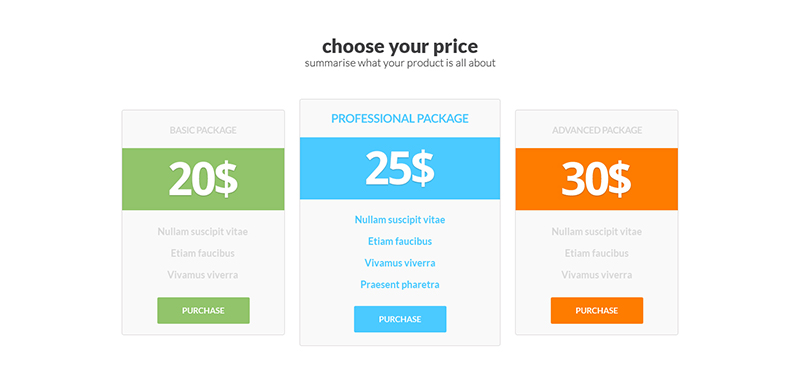 choose your price
summarise what your product is all about
BASIC PACKAGE
20$
Nullam suscipit vitae
Etiam faucibus
Vivamus viverra
PURCHASE
PROFESSIONAL PACKAGE
25$
Nullam suscipit vitae
Etiam faucibus
Vivamus viverra
Praesent pharetra
PURCHASE
ADVANCED PACKAGE
30$
Nullam suscipit vitae
Etiam faucibus
Vivamus viverra
PURCHASE